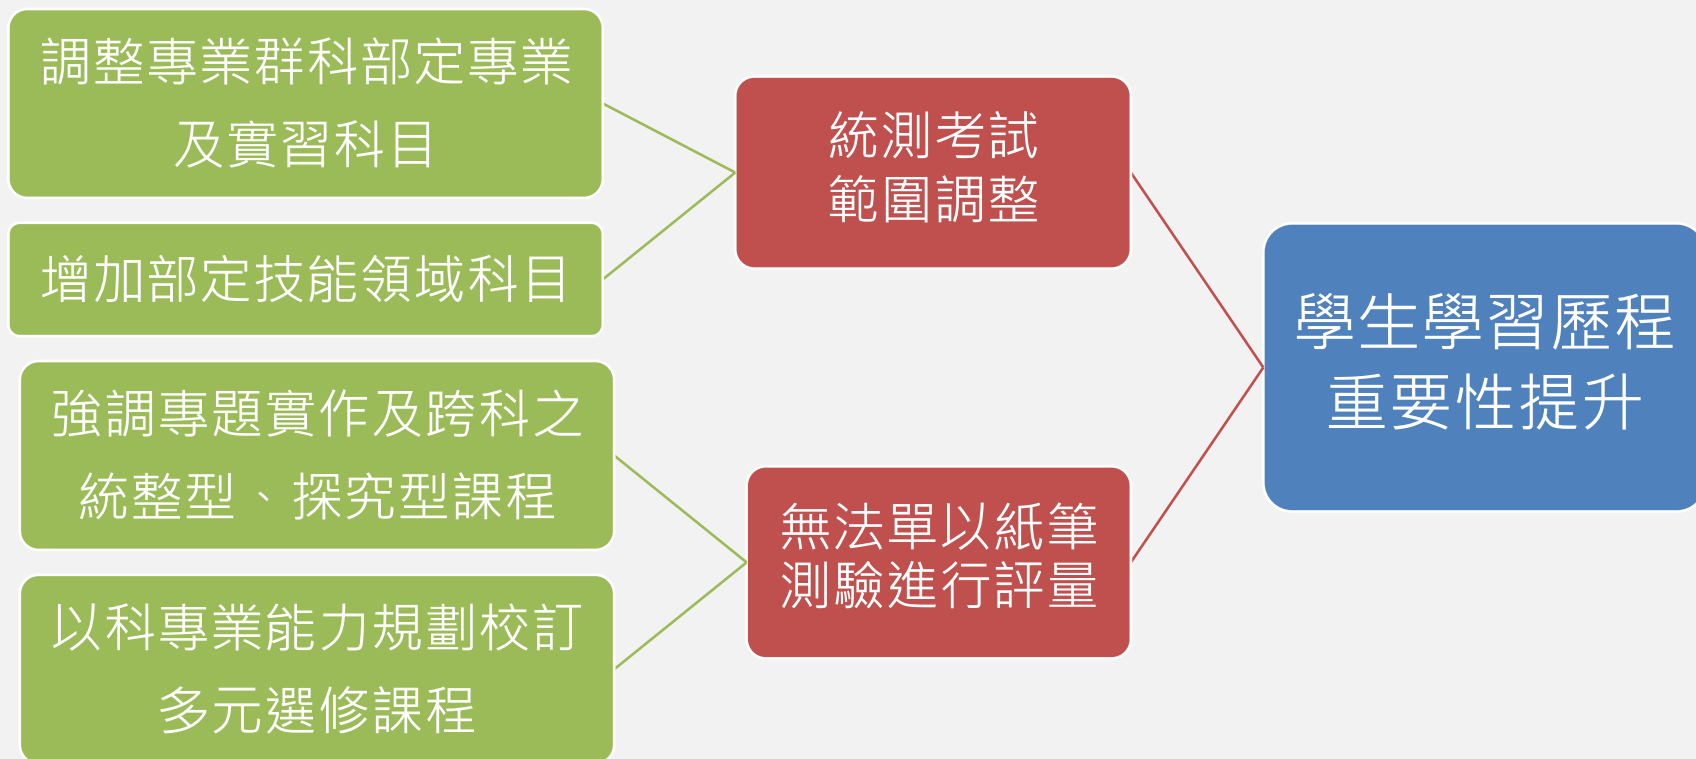 調整專業群科部定專業
及實習科目
增加部定技能領域科目
強調專題實作及跨科之
統整型、探究型課程
以科專業能力規劃校訂
多元選修課程
統測考試
範圍調整
無法單以紙筆
測驗進行評量
學生學習歷程
重要性提升